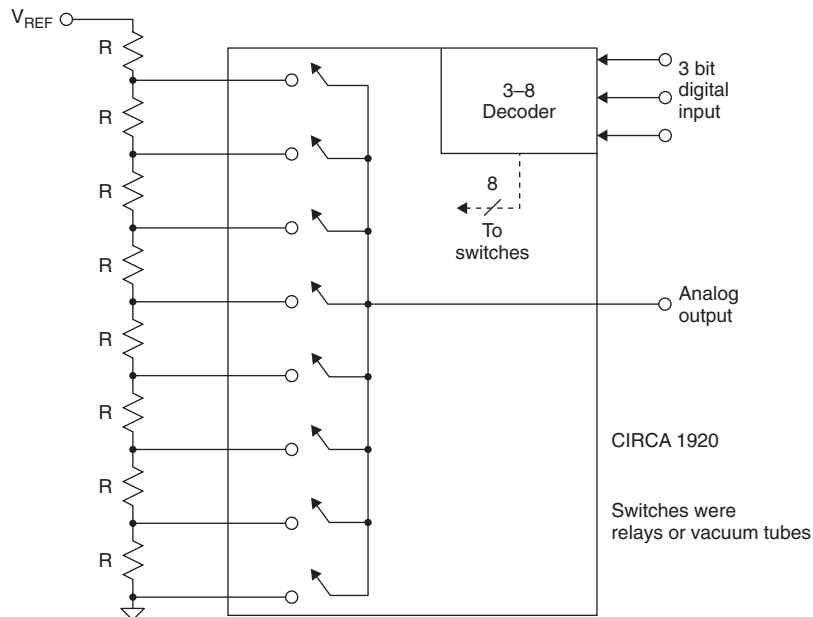 V_REF
R
R
R
R
R
R
R
R
3–8
Decoder
3 bit
digital
input
8
To
switches
Analog
output
CIRCA 1920
Switches were
relays or vacuum tubes